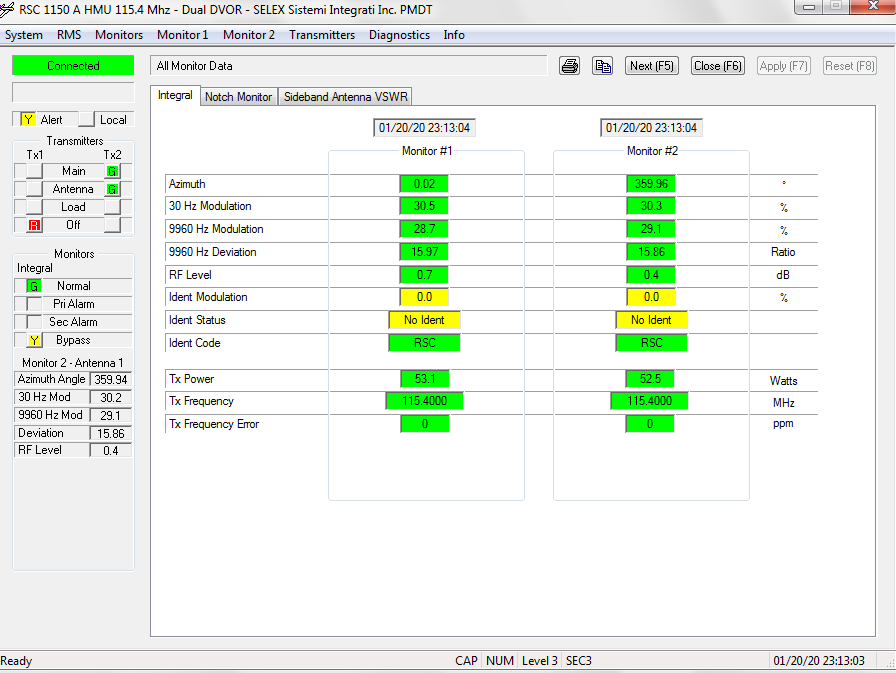 RSC 1150 A HMU 115.4 Mhz - Dual DVOR - SELEX Sistemi Integrati Inc. PMDT
System RMS Monitors Monitor 1 Monitor 2 Transmitters Diagnostics Info
Connected
All Monitor Data Next (F5) Close (F6) Apply (F7) Reset (F8)
Integral Notch Monitor Sideband Antenna VSWR
Y Alert Local
Transmitters
Tx1 Tx2
Main G
Antenna G
Load
R Off
Monitors
Integral
G Normal
Pri Alarm
Sec Alarm
Y Bypass
Monitor 2 - Antenna 1
Azimuth Angle 359.94
30 Hz Mod 30.2
9960 Hz Mod 29.1
Deviation 15.86
RF Level 0.4
01/20/20 23:13:04 01/20/20 23:13:04
Monitor #1 Monitor #2
Azimuth 0.02 359.96 °
30 Hz Modulation 30.5 30.3 %
9960 Hz Modulation 28.7 29.1 %
9960 Hz Deviation 15.97 15.86 Ratio
RF Level 0.7 0.4 dB
Ident Modulation 0.0 0.0 %
Ident Status No Ident No Ident
Ident Code RSC RSC
Tx Power 53.1 52.5 Watts
Tx Frequency 115.4000 115.4000 MHz
Tx Frequency Error 0 0 ppm
Ready CAP NUM Level 3 SEC3 01/20/20 23:13:03